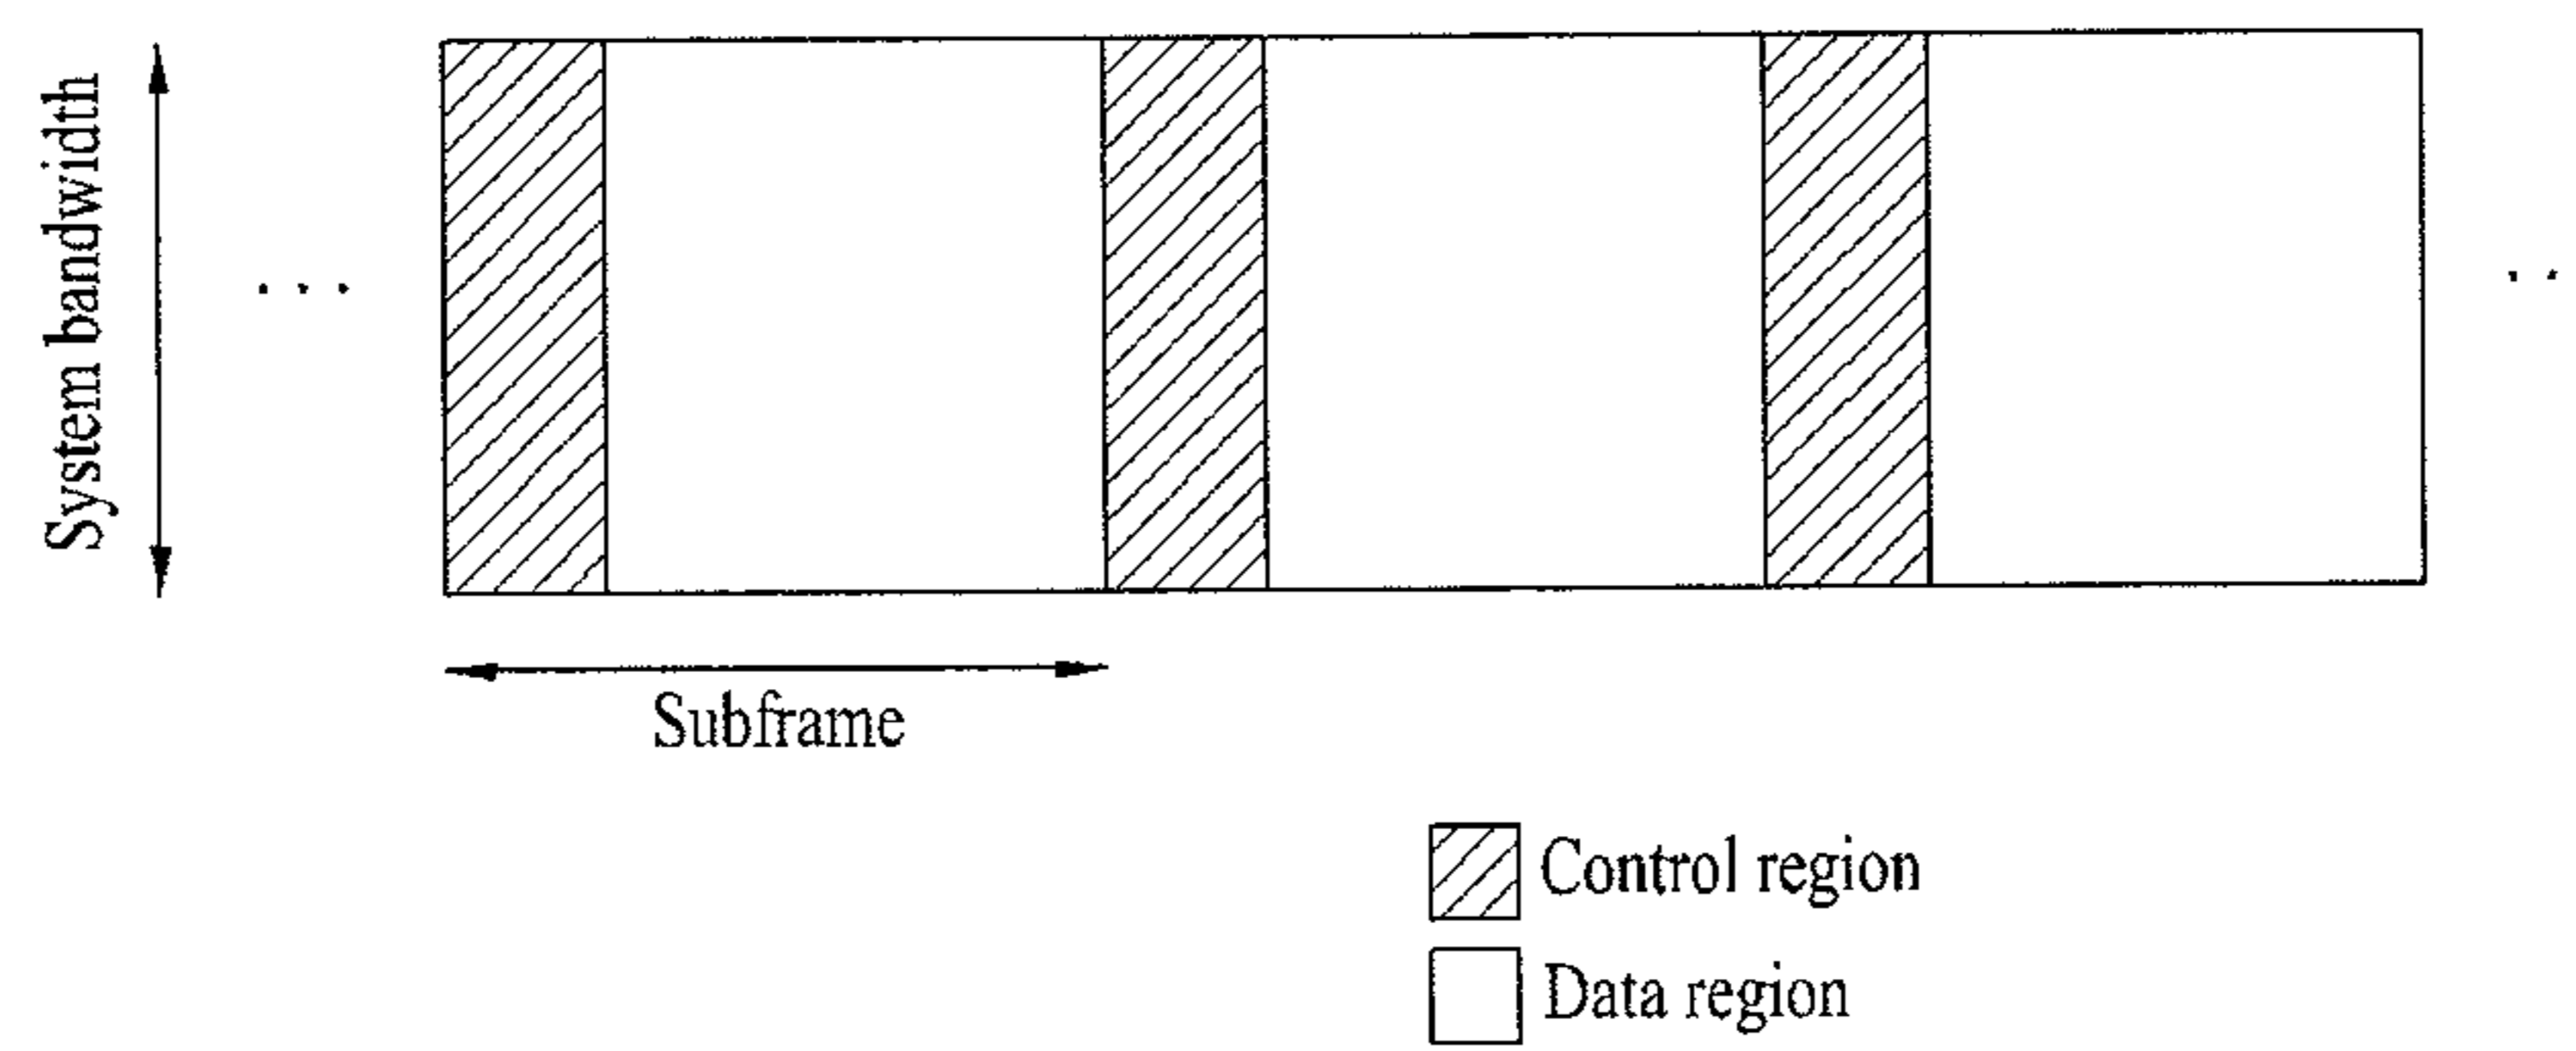 System bandwidth
. . .
. .
Subframe
Control region
Data region